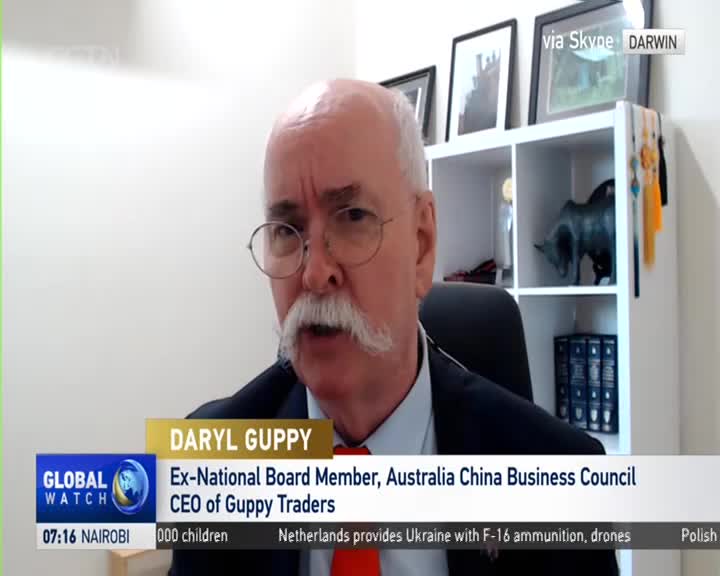 CGTN
via Skype DARWIN
DARYL GUPPY
Ex-National Board Member, Australia China Business Council
CEO of Guppy Traders
GLOBAL
WATCH
07:16 NAIROBI
000 children Netherlands provides Ukraine with F-16 ammunition, drones Polish